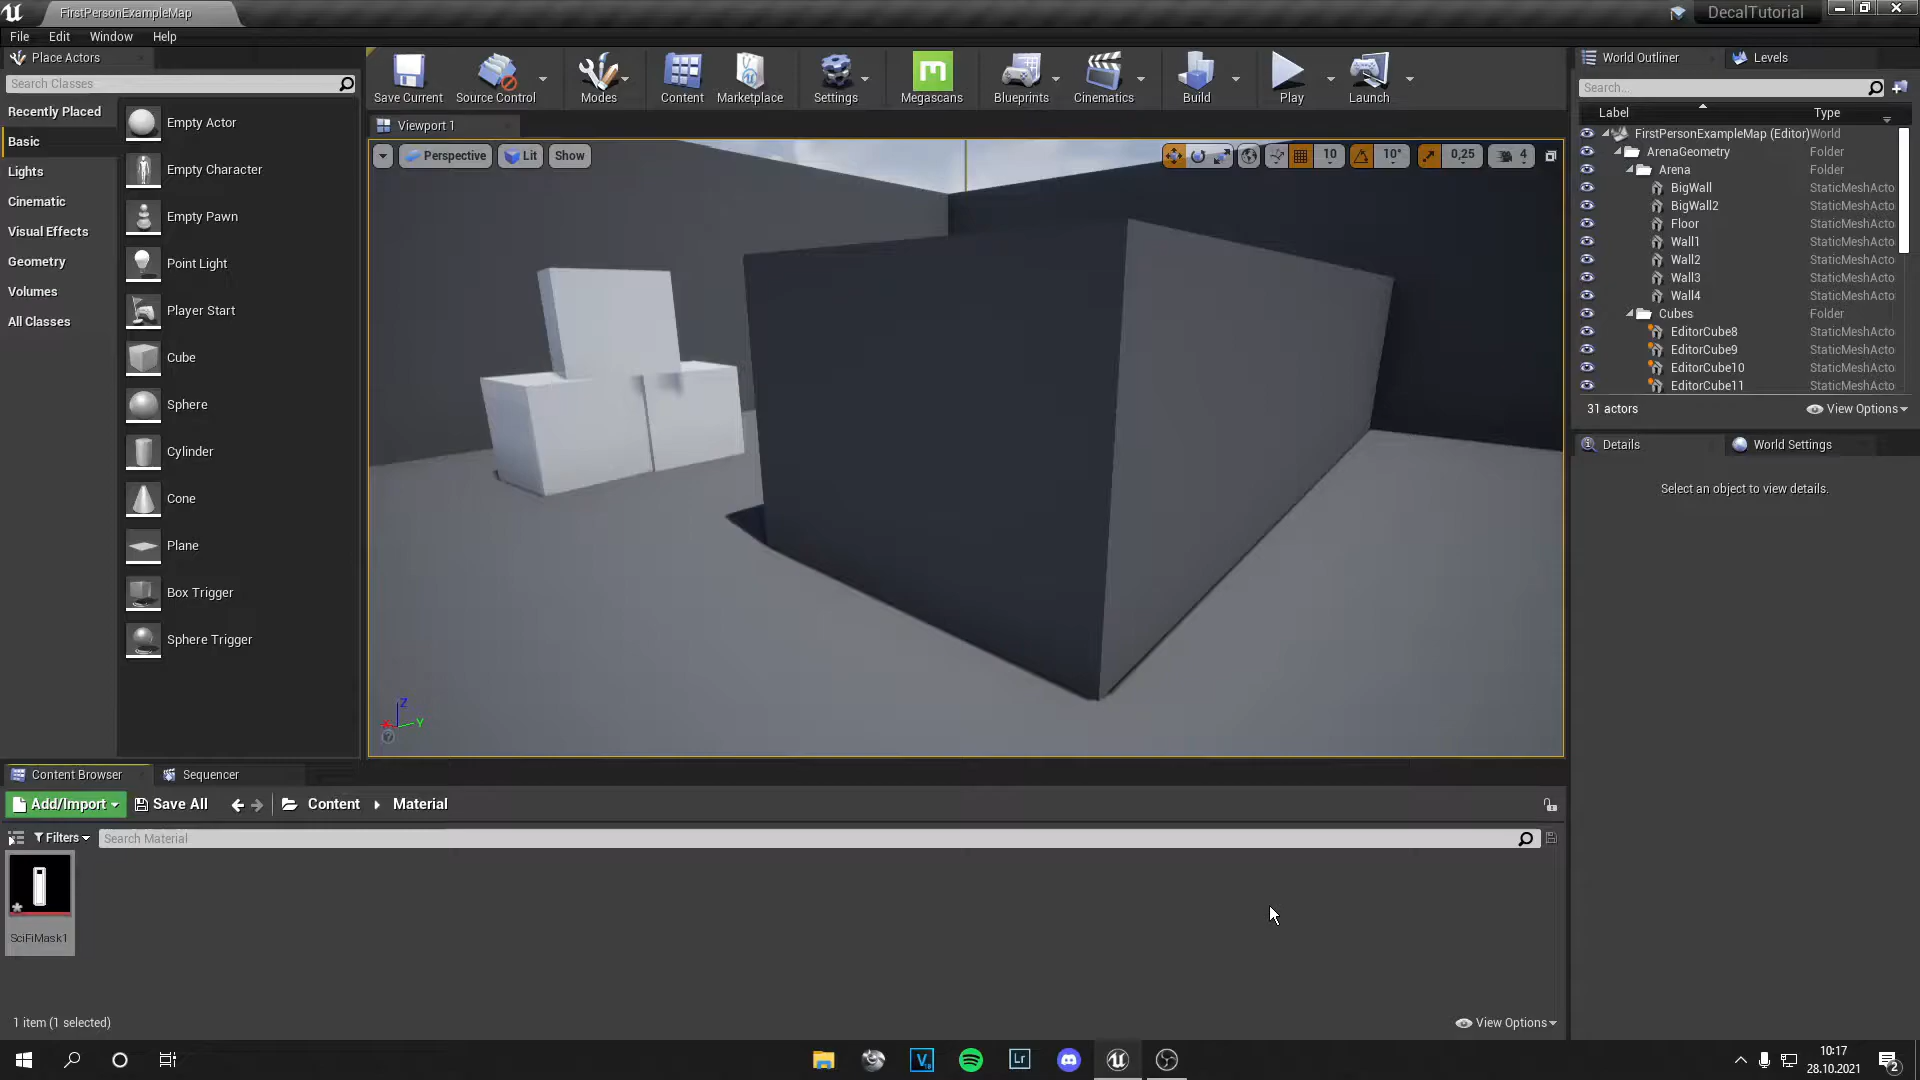 FirstPersonExampleMap
DecalTutorial
File Edit Window Help
Place Actors
Search Classes
Recently Placed
Basic
Lights
Cinematic
Visual Effects
Geometry
Volumes
All Classes
Empty Actor
Empty Character
Empty Pawn
Point Light
Player Start
Cube
Sphere
Cylinder
Cone
Plane
Box Trigger
Sphere Trigger
Save Current Source Control Modes Content Marketplace Settings Megascans Blueprints Cinematics Build Play Launch
Viewport 1
Perspective Lit Show 10 10° 0,25 4
Z
X Y
World Outliner Levels
Search...
Label Type
FirstPersonExampleMap (Editor) World
ArenaGeometry Folder
Arena Folder
BigWall StaticMeshActo
BigWall2 StaticMeshActo
Floor StaticMeshActo
Wall1 StaticMeshActo
Wall2 StaticMeshActo
Wall3 StaticMeshActo
Wall4 StaticMeshActo
Cubes Folder
EditorCube8 StaticMeshActo
EditorCube9 StaticMeshActo
EditorCube10 StaticMeshActo
EditorCube11 StaticMeshActo
31 actors View Options
Details World Settings
Select an object to view details.
Content Browser Sequencer
Add/Import Save All Content Material
Filters Search Material
SciFiMask1
1 item (1 selected) View Options
Lr
10:17
28.10.2021
2